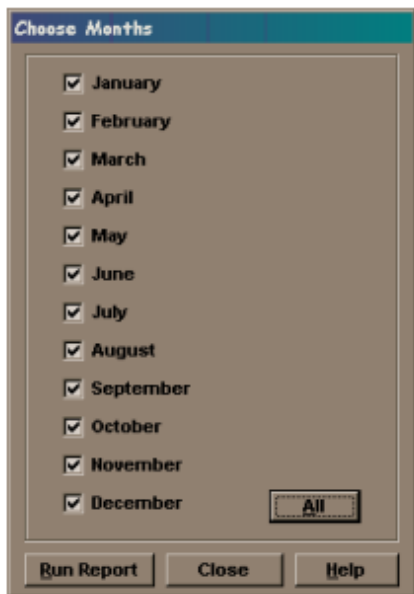 Choose Months
January
February
March
April
May
June
July
August
September
October
November
December
All
Run Report Close Help